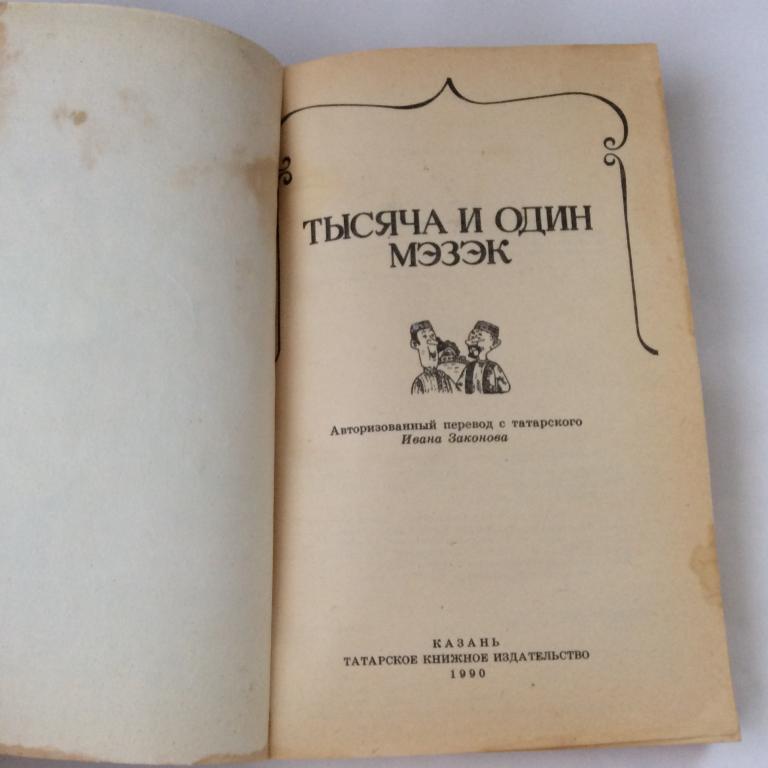 ТЫСЯЧА И ОДИН
МЭЗЭК
Авторизованный перевод с татарского
Ивана Законова
КАЗАНЬ
ТАТАРСКОЕ КНИЖНОЕ ИЗДАТЕЛЬСТВО
1990